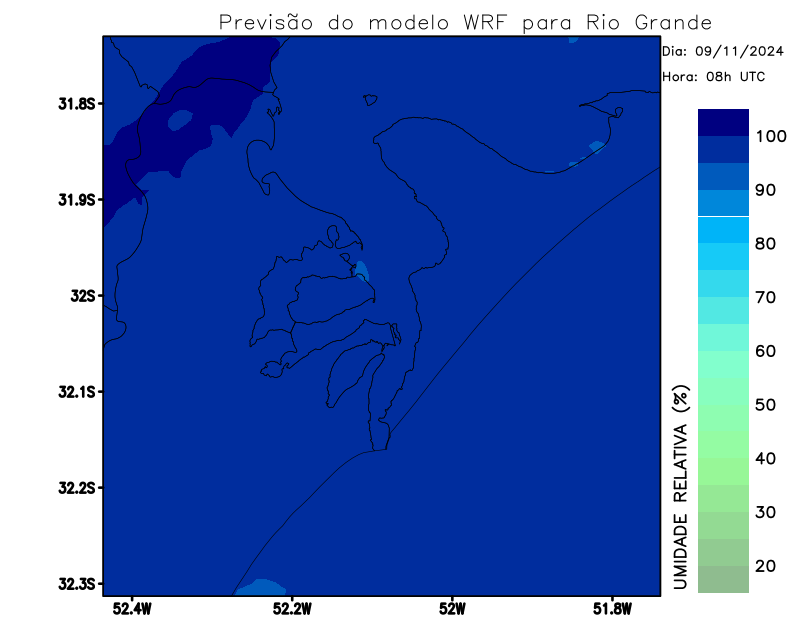 Previsão do modelo WRF para Rio Grande
Dia: 09/11/2024
Hora: 08h UTC
31.8S
31.9S
32S
32.1S
32.2S
32.3S
52.4W
52.2W
52W
51.8W
100
90
80
70
60
50
40
30
20
UMIDADE RELATIVA (%)